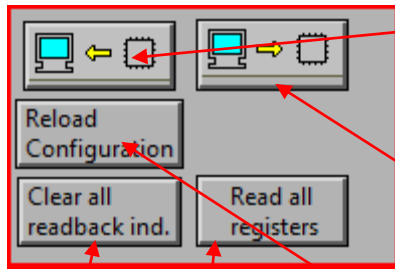 Reload
Configuration
Clear all
readback ind.
Read all
registers